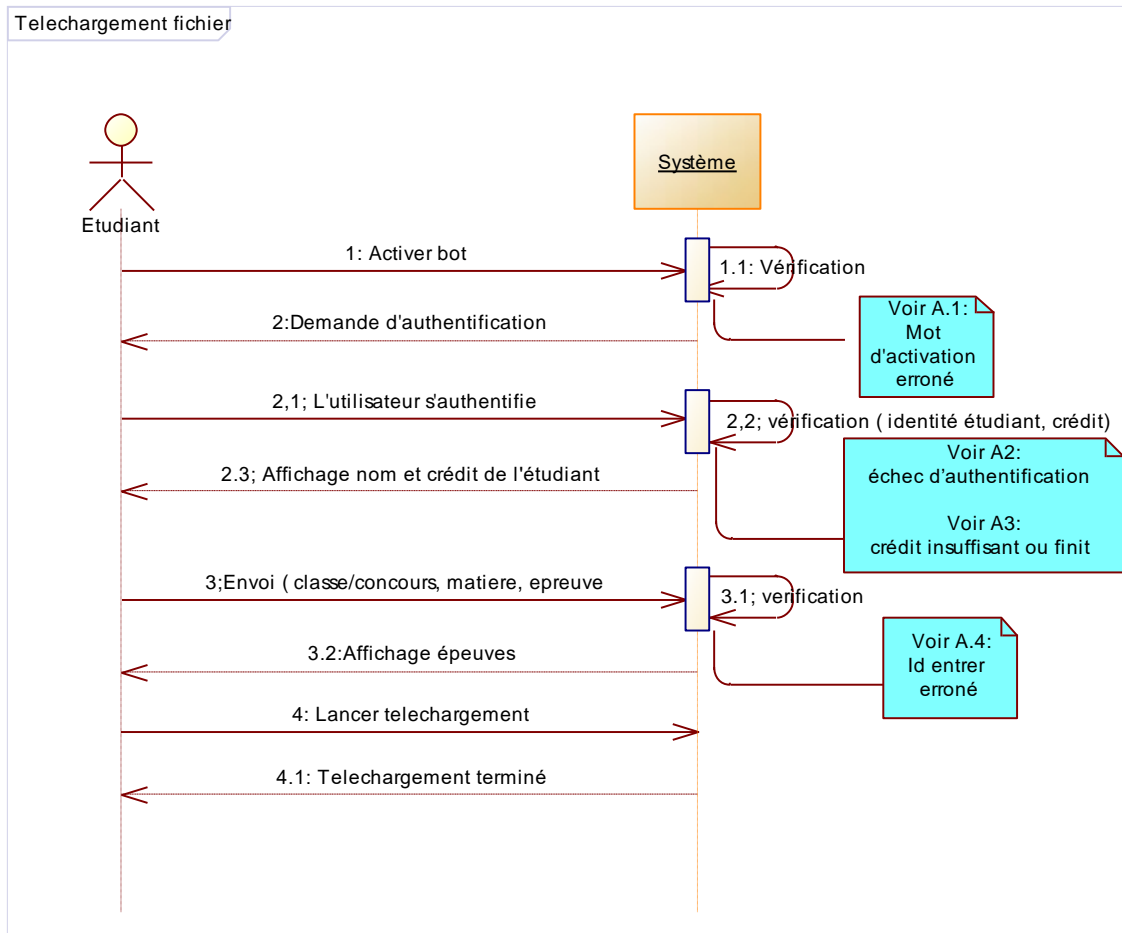 Telechargement fichier
Système
Etudiant
1: Activer bot
1.1: Vérification
Voir A.1:
Mot
d'activation
erroné
2:Demande d'authentification
2,1; L'utilisateur s'authentifie
2,2; vérification ( identité étudiant, crédit)
Voir A2:
échec d’authentification
Voir A3:
crédit insuffisant ou finit
2.3; Affichage nom et crédit de l'étudiant
3;Envoi ( classe/concours, matiere, epreuve
3.1; verification
Voir A.4:
Id entrer
erroné
3.2:Affichage épeuves
4: Lancer telechargement
4.1: Telechargement terminé